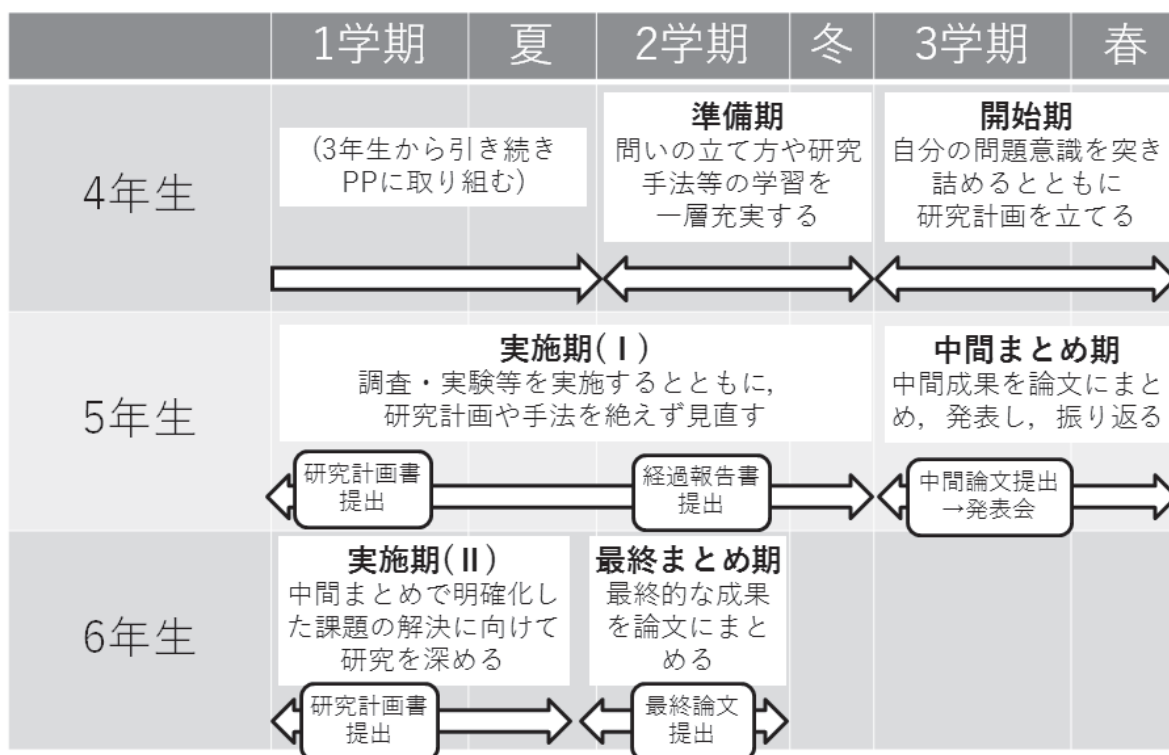 1学期 夏 2学期 冬 3学期 春
4年生
(3年生から引き続き
PPに取り組む)
準備期
問いの立て方や研究
手法等の学習を
一層充実する
開始期
自分の問題意識を突き
詰めるとともに
研究計画を立てる
5年生
実施期(Ⅰ)
調査・実験等を実施するとともに,
研究計画や手法を絶えず見直す
研究計画書
提出
経過報告書
提出
中間まとめ期
中間成果を論文にまと
め，発表し，振り返る
中間論文提出
→発表会
6年生
実施期(Ⅱ)
中間まとめで明確化し
た課題の解決に向けて
研究を深める
研究計画書
提出
最終まとめ期
最終的な成果
を論文にまと
める
最終論文
提出